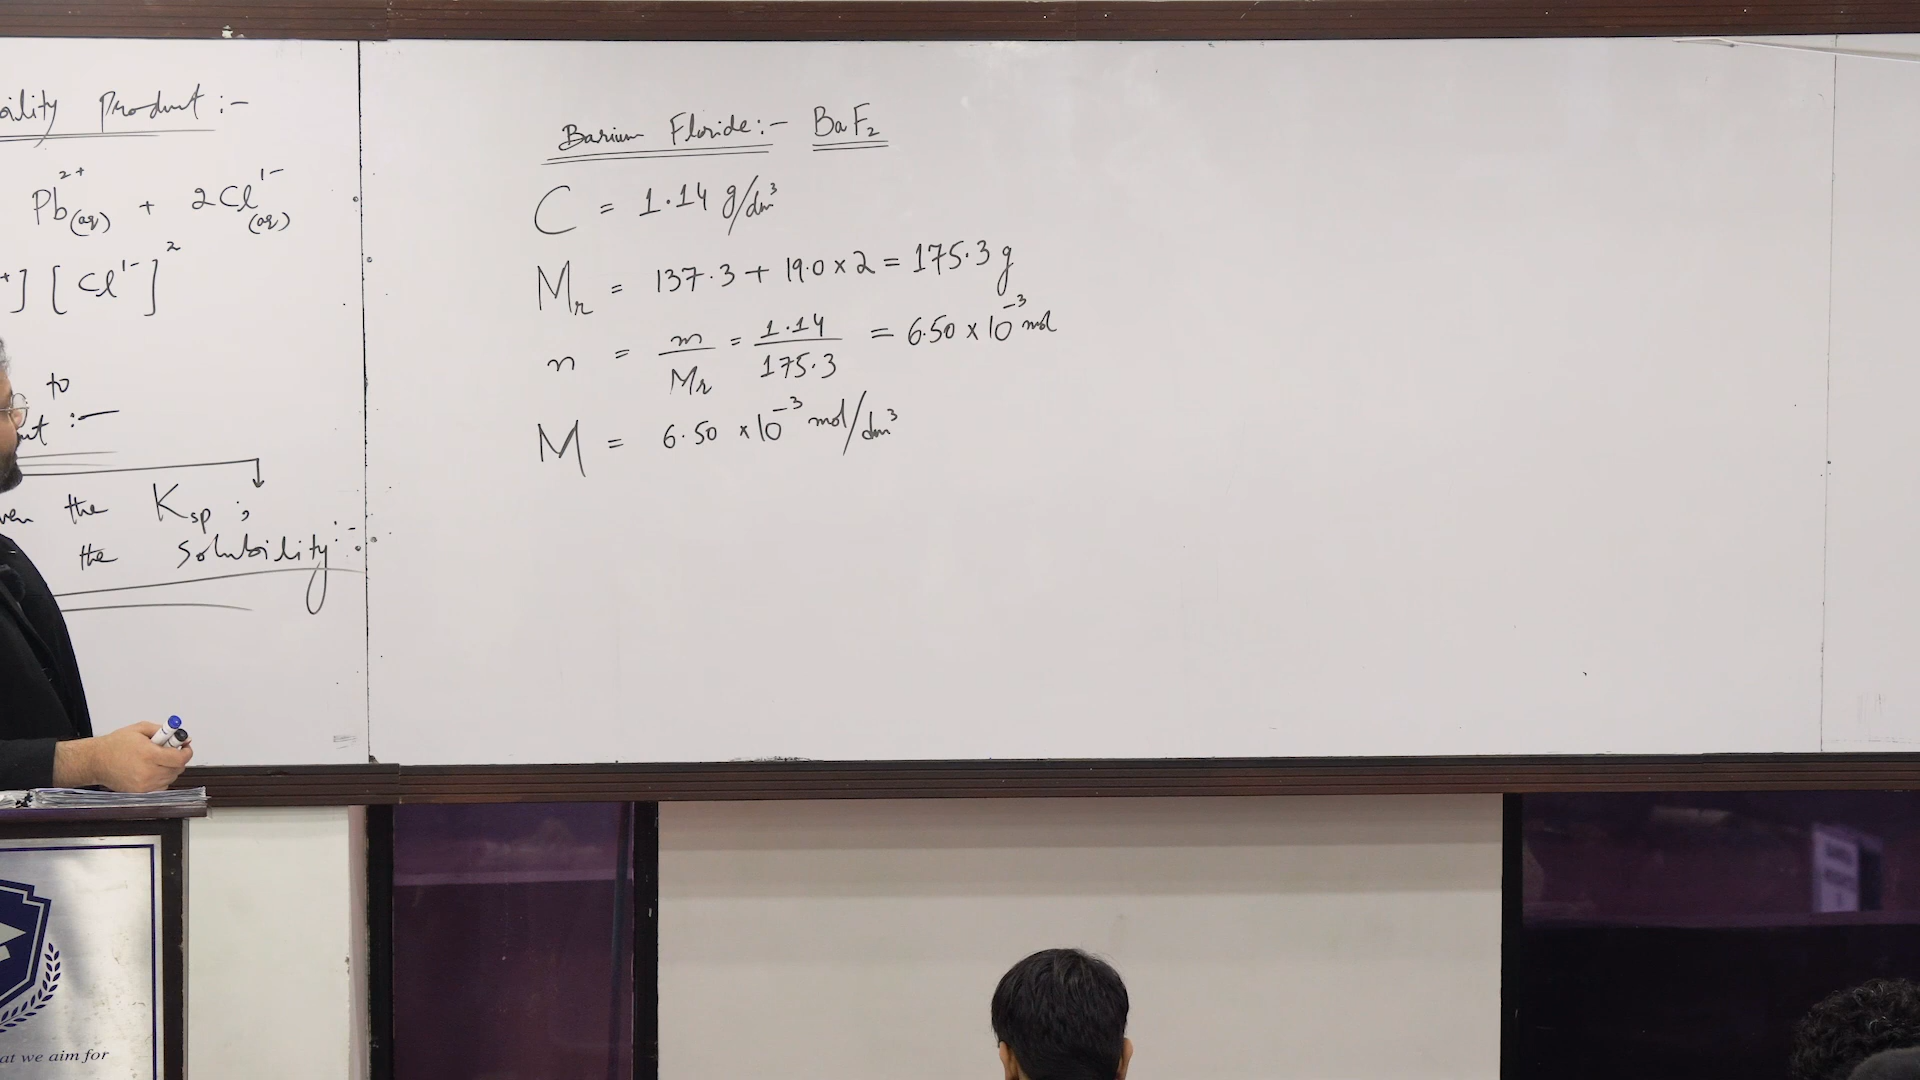 Product :-
Pb²⁺(aq) + 2Cl¹⁻(aq)
⁺] [Cl¹⁻]²
to
:-
the Ksp ;
the Solubility :-
Barium Floride :- BaF₂
C = 1.14 g/dm³
Mr = 137.3 + 19.0 × 2 = 175.3 g
n = m/Mr = 1.14/175.3 = 6.50 × 10⁻³ mol
M = 6.50 × 10⁻³ mol/dm³
at we aim for